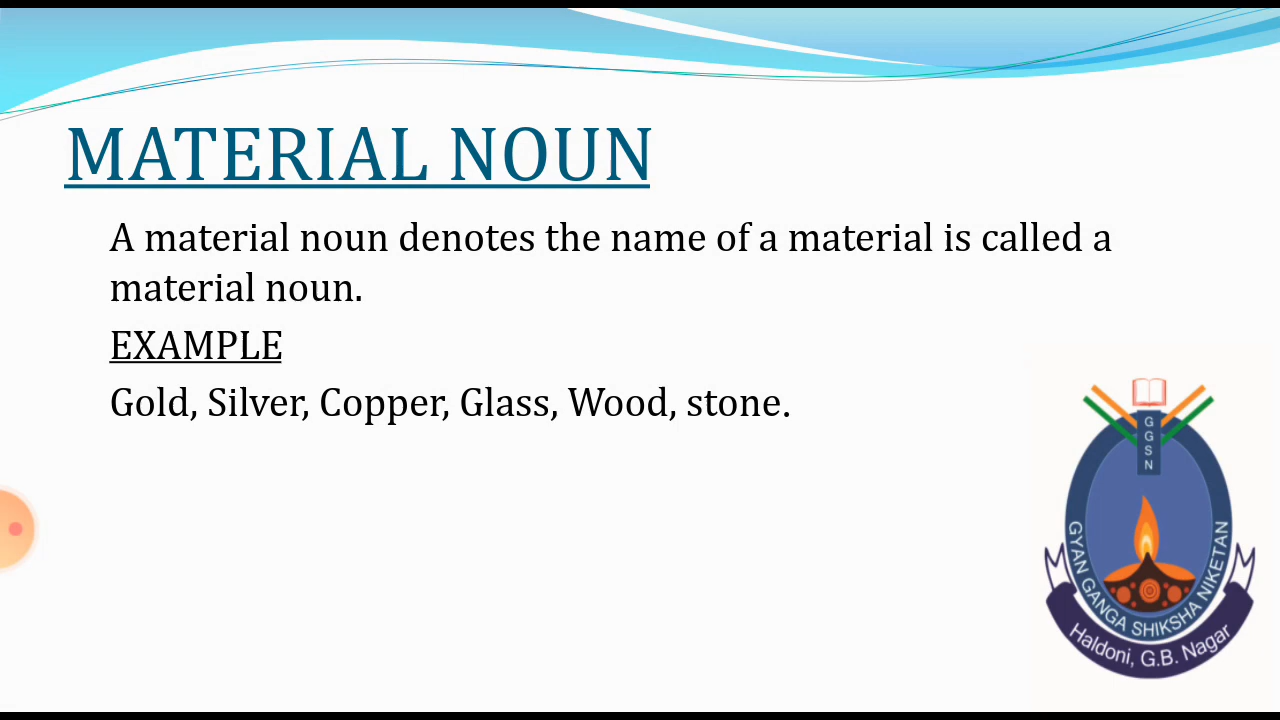 MATERIAL NOUN
A material noun denotes the name of a material is called a
material noun.
EXAMPLE
Gold, Silver, Copper, Glass, Wood, stone.
G
G
S
N
GYAN GANGA SHIKSHA NIKETAN
Haldoni, G.B. Nagar